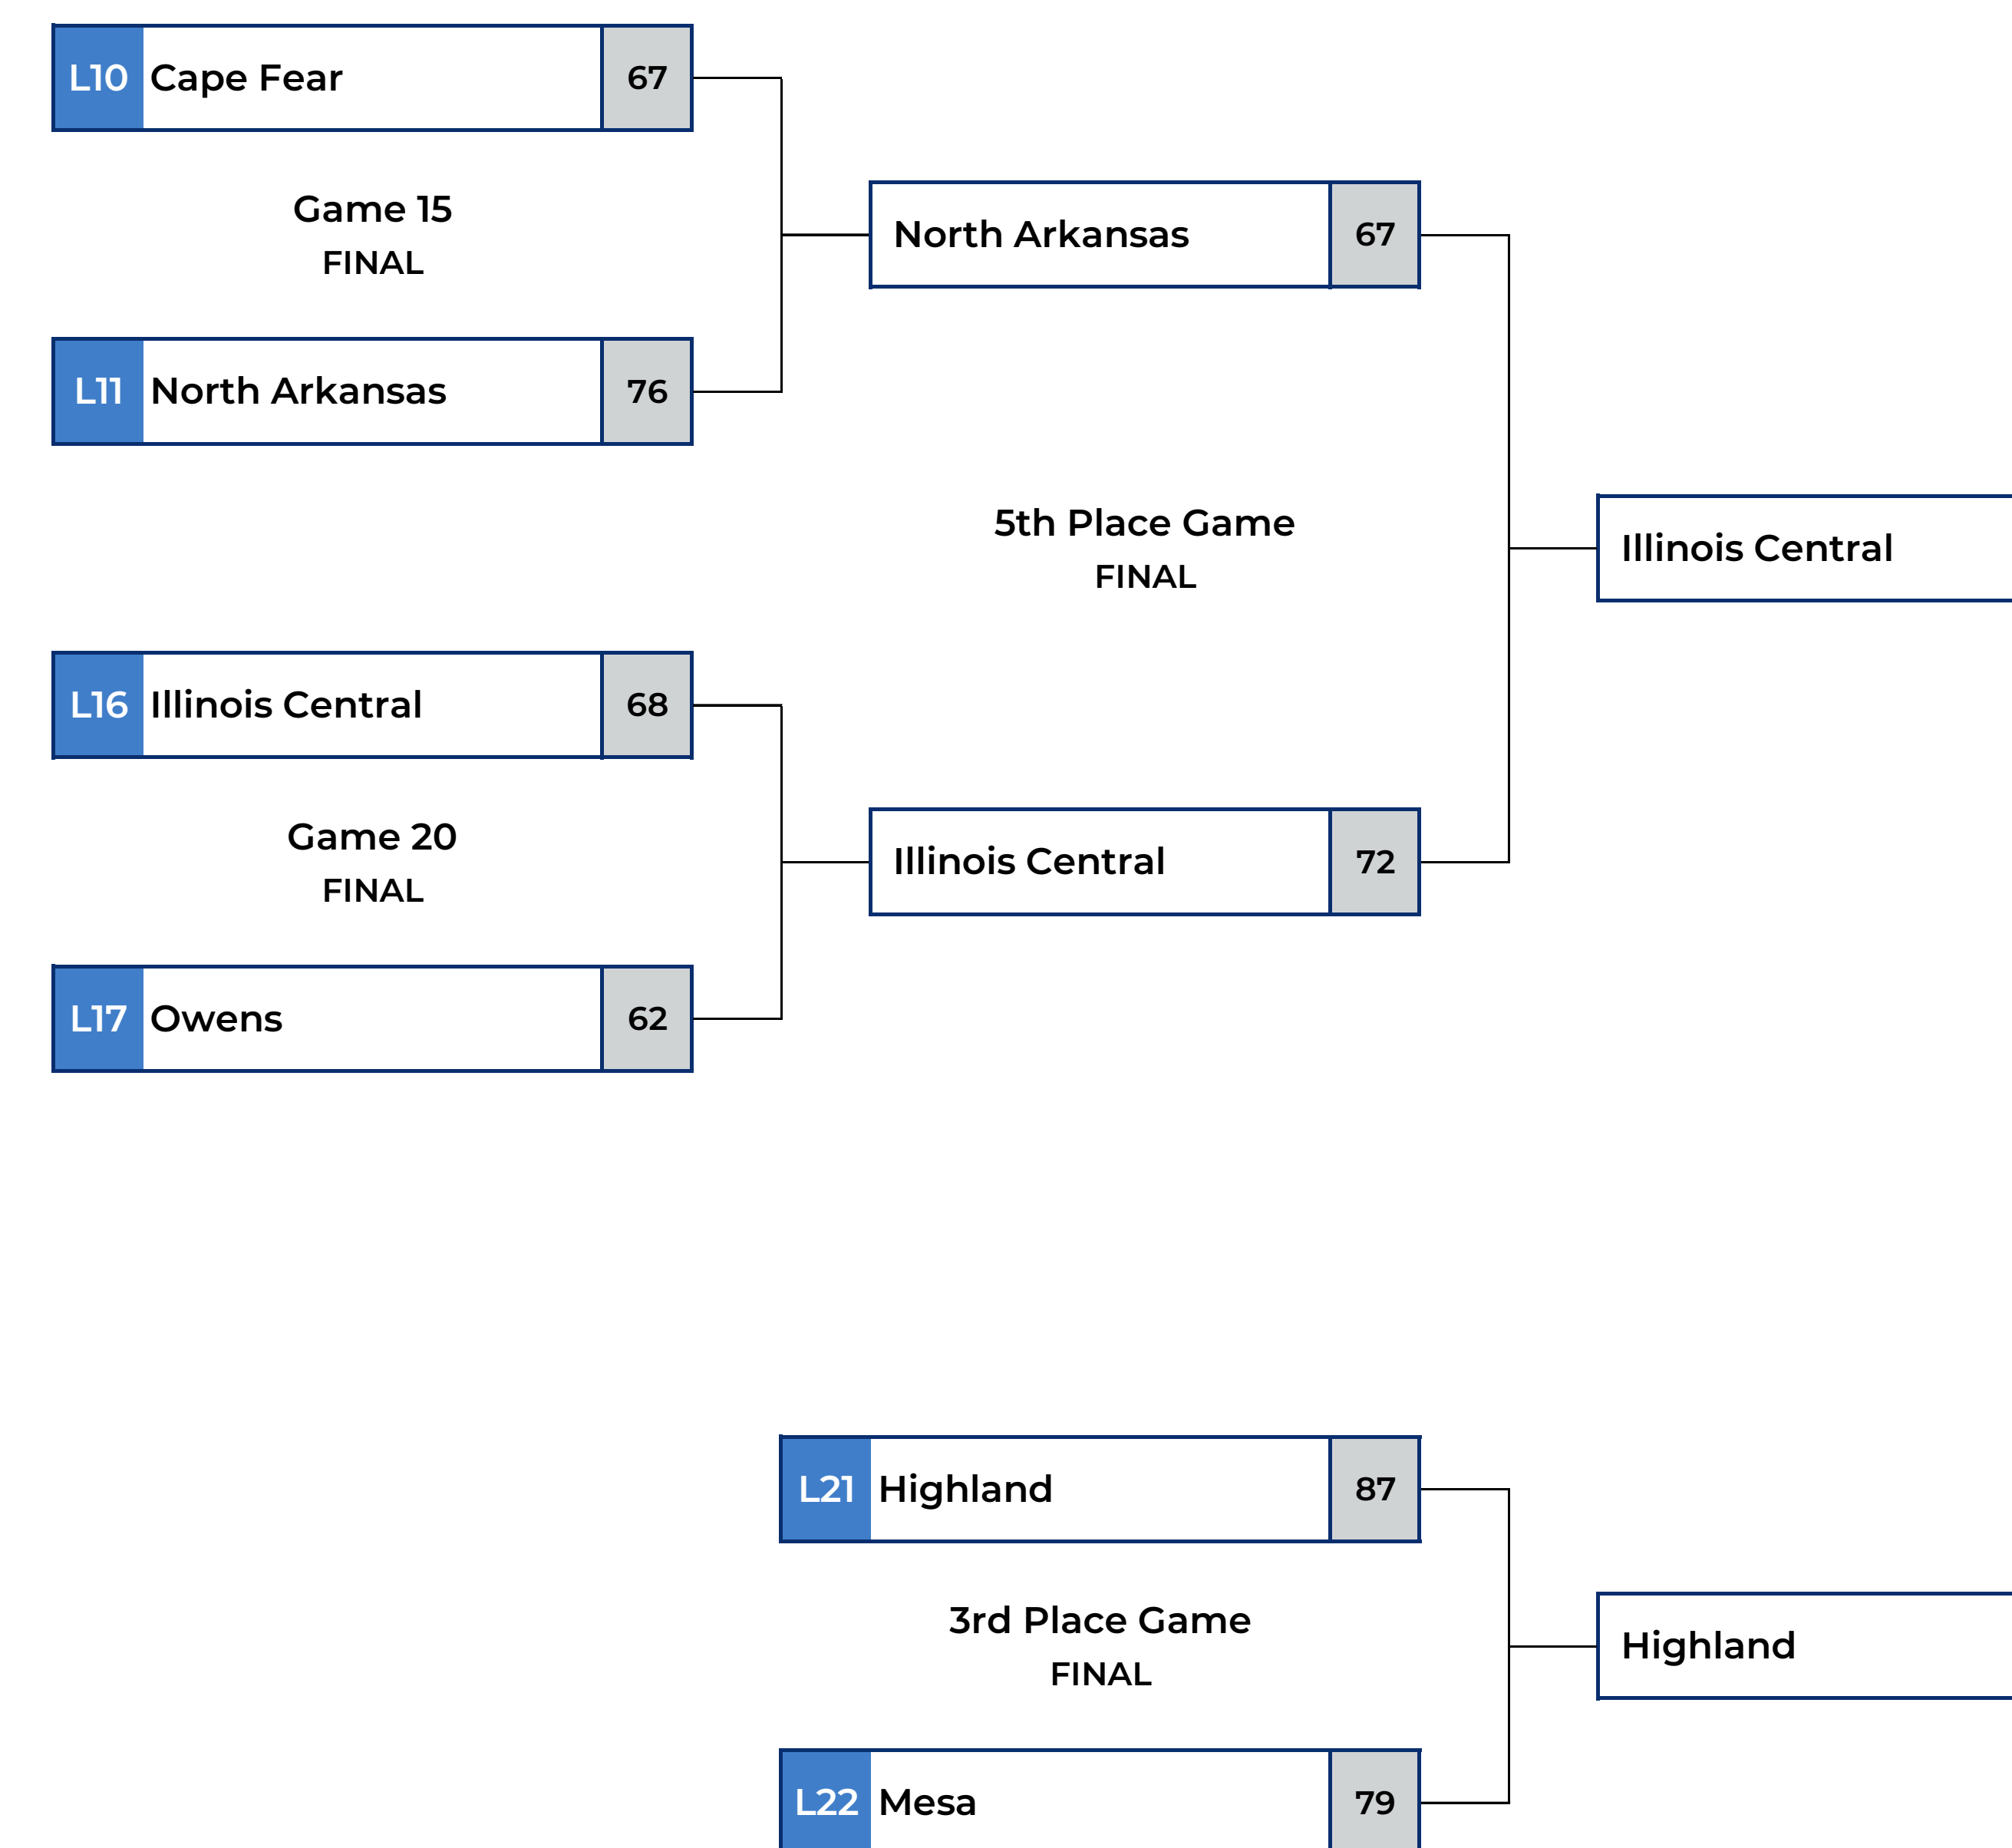 L10 Cape Fear 67
Game 15
FINAL
L11 North Arkansas 76
North Arkansas 67
5th Place Game
FINAL
Illinois Central
L16 Illinois Central 68
Game 20
FINAL
L17 Owens 62
Illinois Central 72
L21 Highland 87
3rd Place Game
FINAL
Highland
L22 Mesa 79